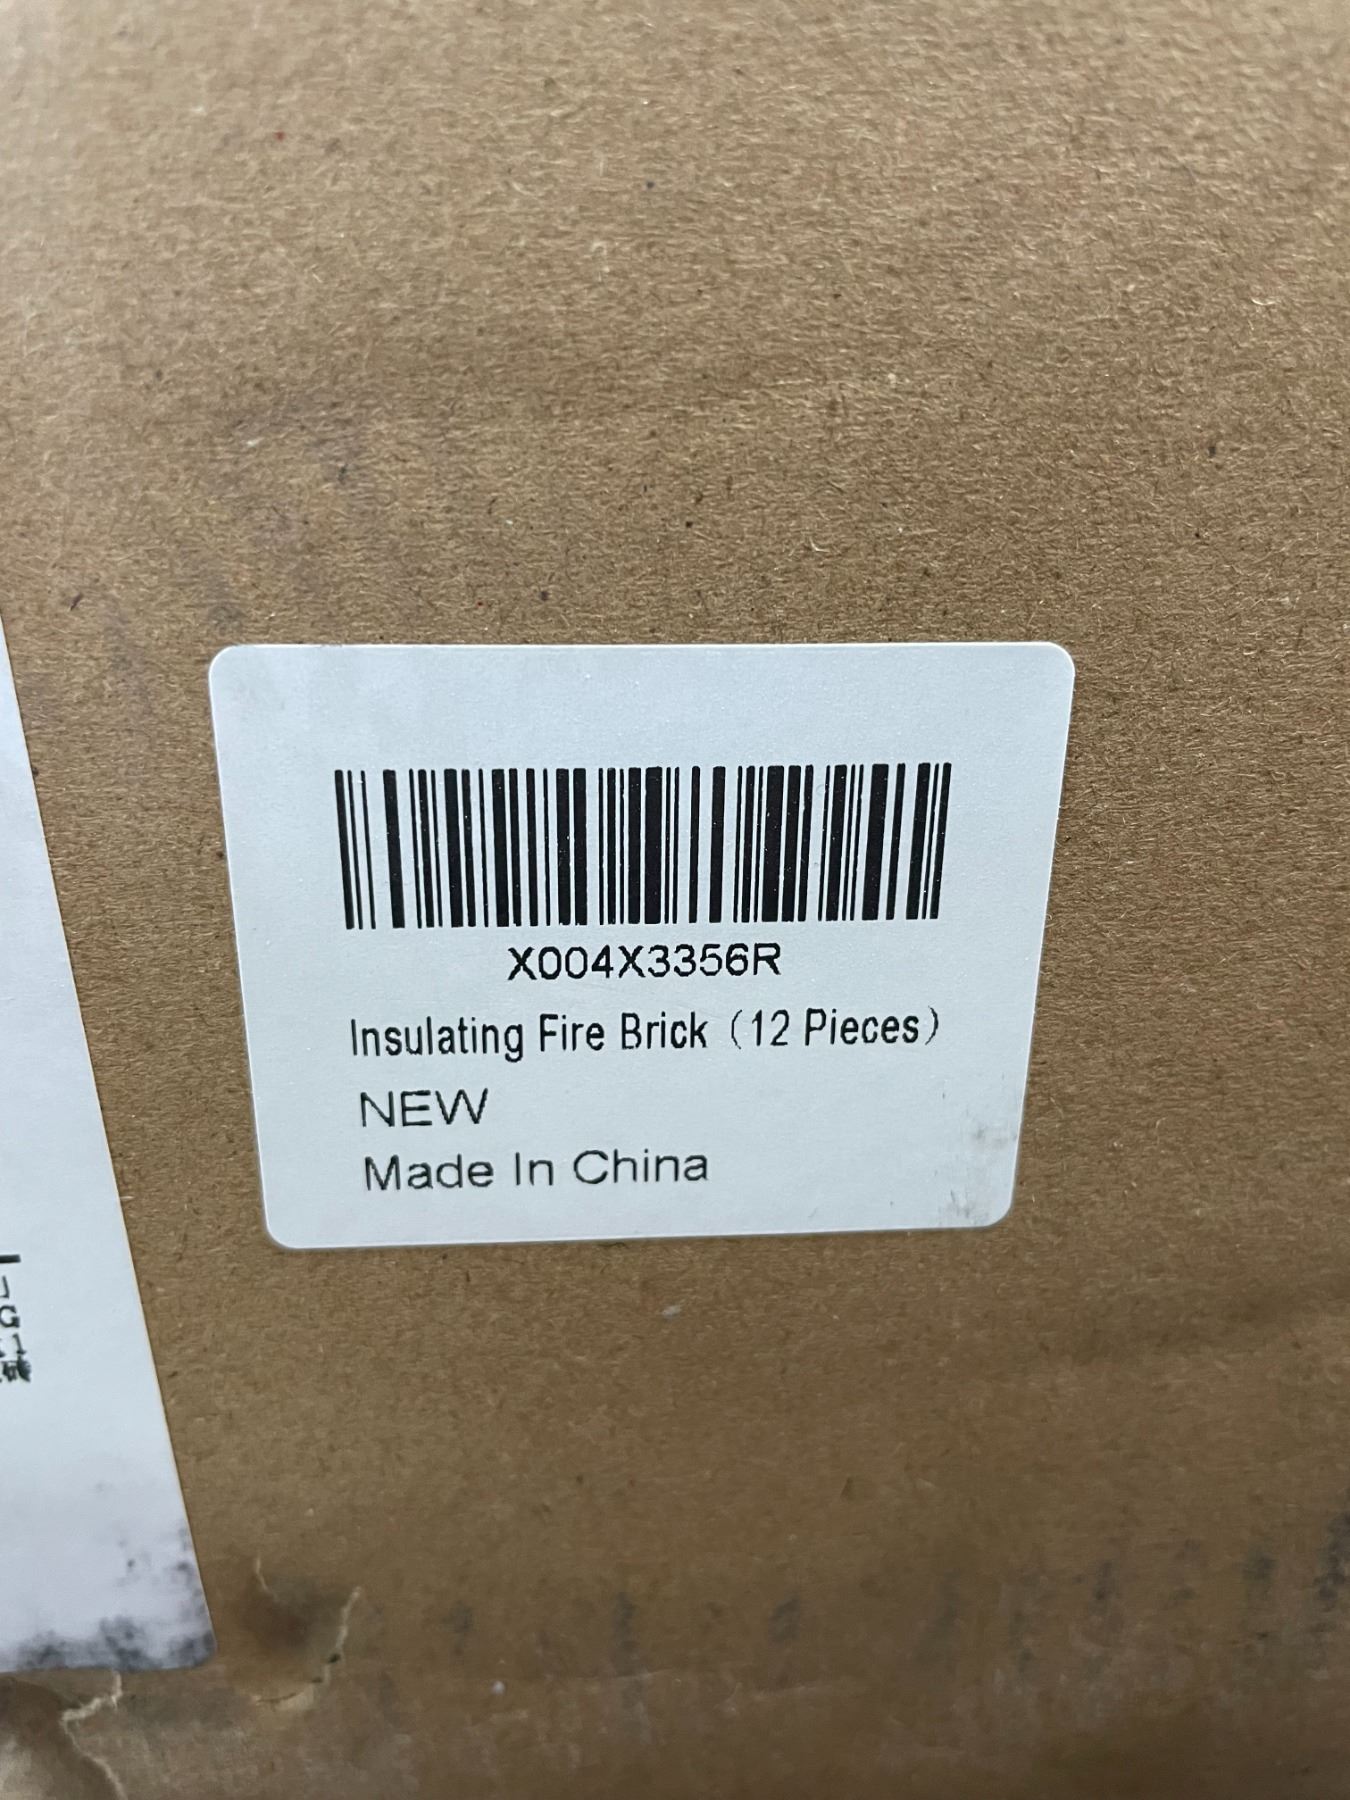 X004X3356R
Insulating Fire Brick（12 Pieces）
NEW
Made In China